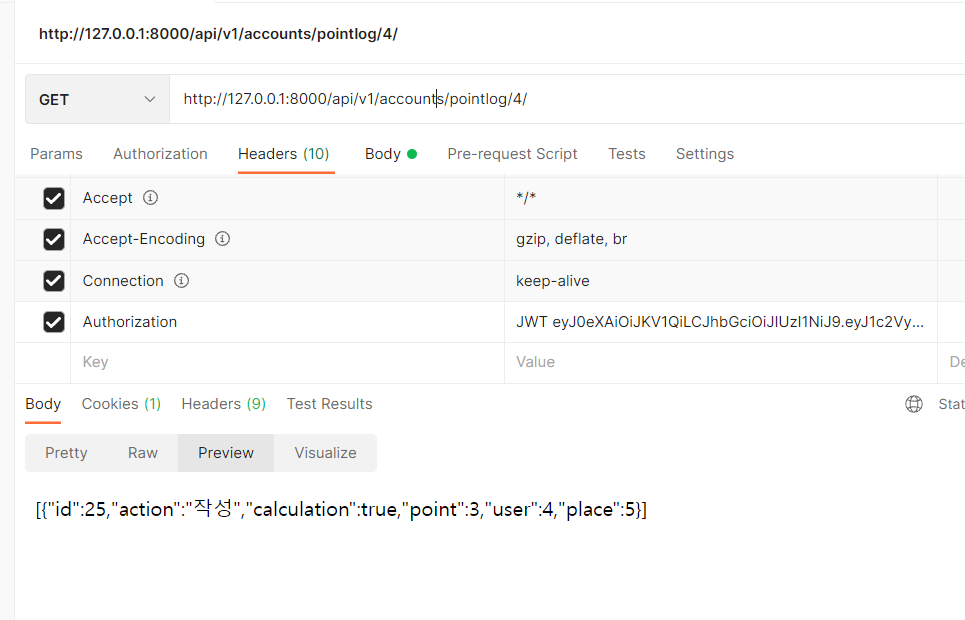 http://127.0.0.1:8000/api/v1/accounts/pointlog/4/
GET http://127.0.0.1:8000/api/v1/accounts/pointlog/4/
Params Authorization Headers (10) Body Pre-request Script Tests Settings
Accept */*
Accept-Encoding gzip, deflate, br
Connection keep-alive
Authorization JWT eyJ0eXAiOiJKV1QiLCJhbGciOiJIUzI1NiJ9.eyJ1c2Vy...
Key Value De
Body Cookies (1) Headers (9) Test Results Stat
Pretty Raw Preview Visualize
[{"id":25,"action":"작성","calculation":true,"point":3,"user":4,"place":5}]